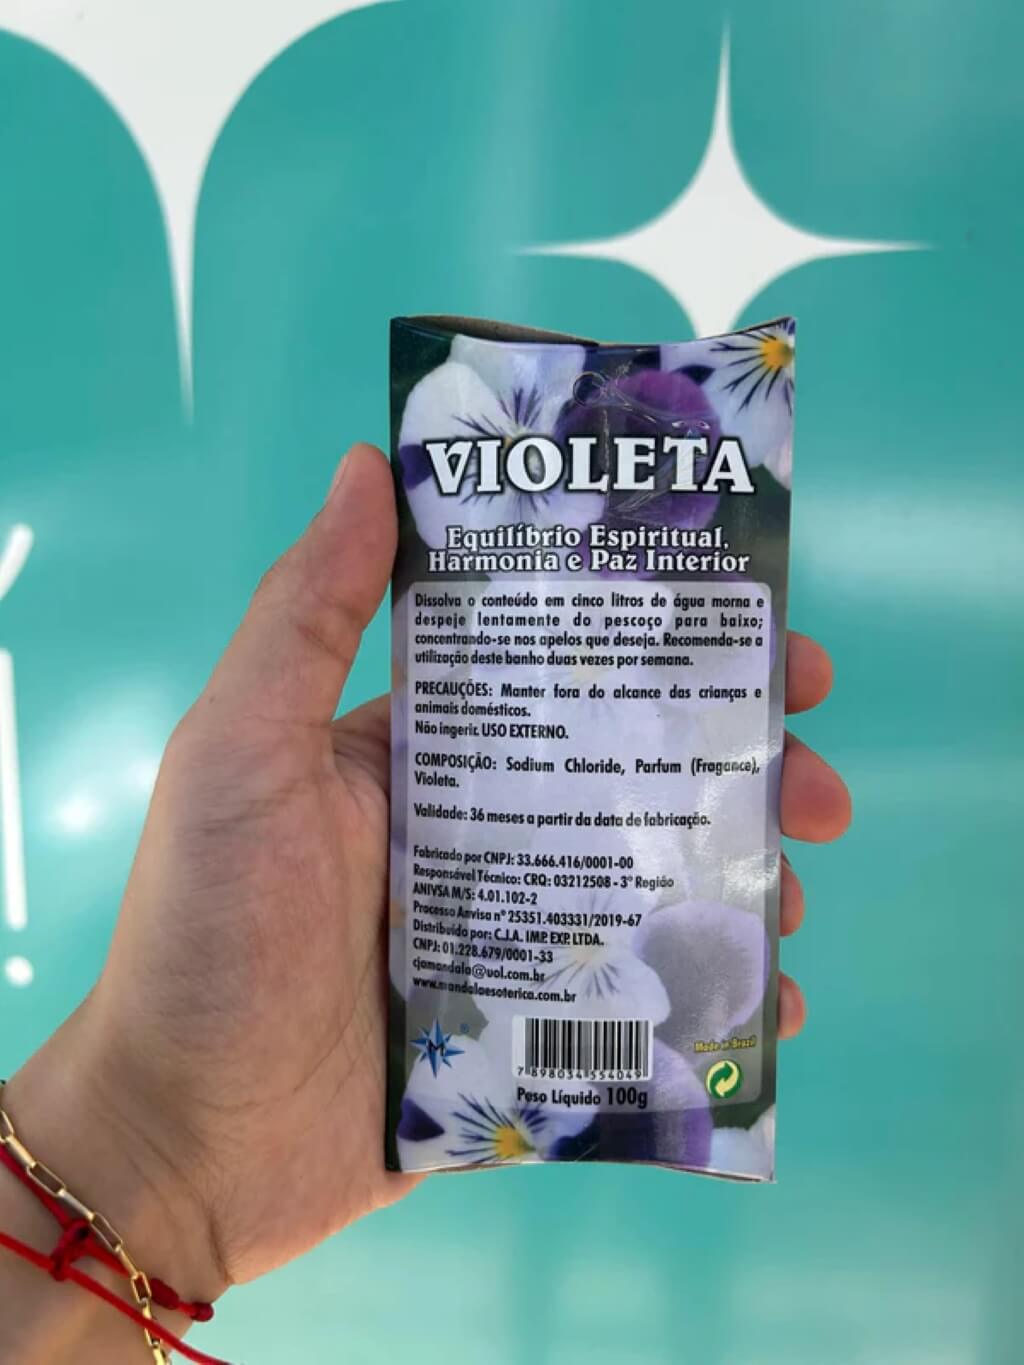 VIOLETA
Equilíbrio Espiritual,
Harmonia e Paz Interior
Dissolva o conteúdo em cinco litros de água morna e
despeje lentamente do pescoço para baixo;
concentrando-se nos apelos que deseja. Recomenda-se a
utilização deste banho duas vezes por semana.
PRECAUÇÕES: Manter fora do alcance das crianças e
animais domésticos.
Não ingerir. USO EXTERNO.
COMPOSIÇÃO: Sodium Chloride, Parfum (Fragance),
Violeta.
Validade: 36 meses a partir da data de fabricação.
Fabricado por CNPJ: 33.666.416/0001-00
Responsável Técnico: CRQ: 03212508 - 3º Região
ANIVSA M/S: 4.01.102-2
Processo Anvisa nº 25351.403331/2019-67
Distribuído por: C.J.A. IMP. EXP. LTDA.
CNPJ: 01.228.679/0001-33
cjamandala@uol.com.br
www.mandalaesoterica.com.br
M ®
Made in Brazil
7 898034 554049
Peso Líquido 100g